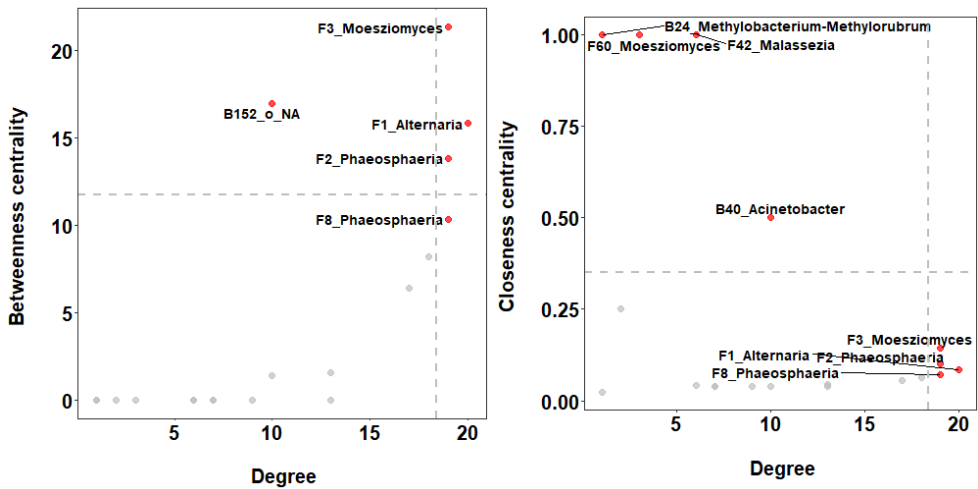 Betweenness centrality
20
15
10
5
0
F3_Moesziomyces
B152_o_NA
F1_Alternaria
F2_Phaeosphaeria
F8_Phaeosphaeria
5
10
15
20
Degree
Closeness centrality
1.00
0.75
0.50
0.25
0.00
B24_Methylobacterium-Methylorubrum
F60_Moesziomyces
F42_Malassezia
B40_Acinetobacter
F3_Moesziomyces
F1_Alternaria
F2_Phaeosphaeria
F8_Phaeosphaeria
5
10
15
20
Degree